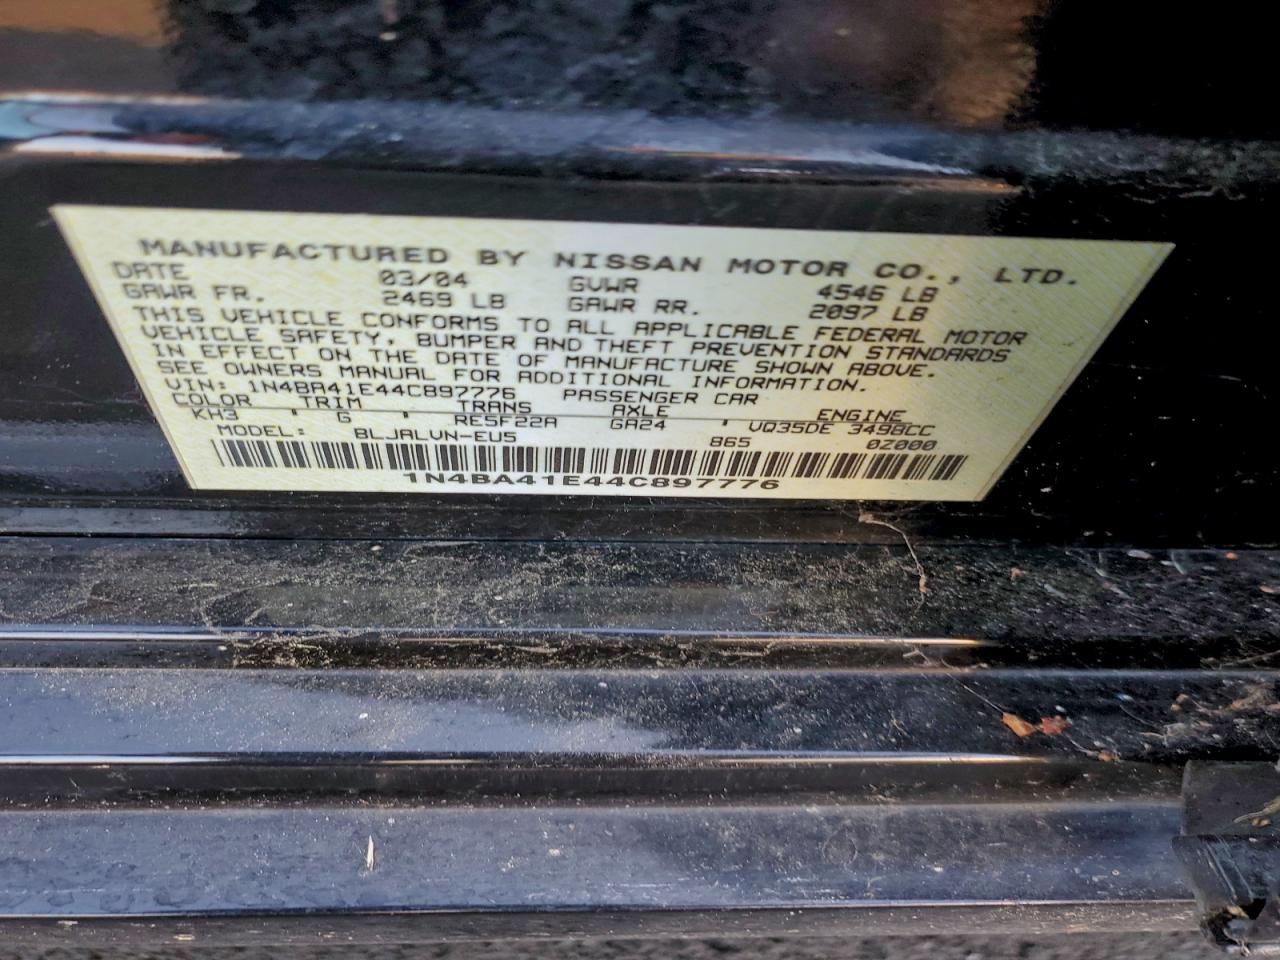 MANUFACTURED BY NISSAN MOTOR CO., LTD.
DATE 03/04 GVWR 4546 LB
GAWR FR. 2469 LB GAWR RR. 2097 LB
THIS VEHICLE CONFORMS TO ALL APPLICABLE FEDERAL MOTOR
VEHICLE SAFETY, BUMPER AND THEFT PREVENTION STANDARDS
IN EFFECT ON THE DATE OF MANUFACTURE SHOWN ABOVE.
SEE OWNERS MANUAL FOR ADDITIONAL INFORMATION.
VIN: 1N4BA41E44C897776 PASSENGER CAR
COLOR TRIM TRANS AXLE ENGINE
KH3 G RE5F22A GA24 VQ35DE 3498CC
MODEL: BLJALVN-EU5 865 0Z000
1N4BA41E44C897776